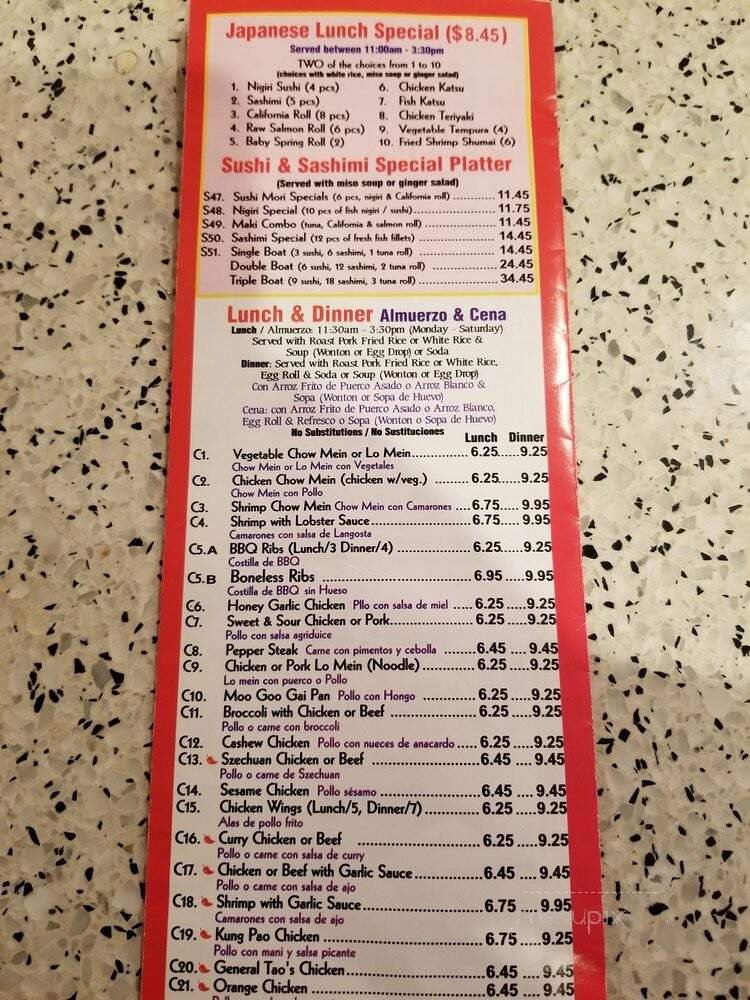 Japanese Lunch Special ($8.45)
Served between 11:00am - 3:30pm
TWO of the choices from 1 to 10
(choices with white rice, miso soup or ginger salad)
1. Nigiri Sushi (4 pcs) 6. Chicken Katsu
2. Sashimi (5 pcs) 7. Fish Katsu
3. California Roll (8 pcs) 8. Chicken Teriyaki
4. Raw Salmon Roll (6 pcs) 9. Vegetable Tempura (4)
5. Baby Spring Roll (2) 10. Fried Shrimp Shumai (6)
Sushi & Sashimi Special Platter
(Served with miso soup or ginger salad)
S47. Sushi Mori Specials (6 pcs, nigiri & California roll) ............ 11.45
S48. Nigiri Special (10 pcs of fish nigiri / sushi)....................... 11.75
S49. Maki Combo (tuna, California & salmon roll) ..................... 11.45
S50. Sashimi Special (12 pcs of fresh fish fillets) ..................... 14.45
S51. Single Boat (3 sushi, 6 sashimi, 1 tuna roll) ..................... 14.45
Double Boat (6 sushi, 12 sashimi, 2 tuna roll) .................... 24.45
Triple Boat (9 sushi, 18 sashimi, 3 tuna roll)...................... 34.45
Lunch & Dinner Almuerzo & Cena
Lunch / Almuerzo: 11:30am - 3:30pm (Monday - Saturday)
Served with Roast Pork Fried Rice or White Rice &
Soup (Wonton or Egg Drop) or Soda
Dinner: Served with Roast Pork Fried Rice or White Rice,
Egg Roll & Soda or Soup (Wonton or Egg Drop)
Con Arroz Frito de Puerco Asado o Arroz Blanco &
Sopa (Wonton or Sopa de Huevo)
Cena: con Arroz Frito de Puerco Asado o Arroz Blanco,
Egg Roll & Refresco o Sopa (Wonton o Sopa de Huevo)
No Substitutions / No Sustituciones
Lunch Dinner
C1. Vegetable Chow Mein or Lo Mein.............. 6.25.....9.25
Chow Mein or Lo Mein con Vegetales
C2. Chicken Chow Mein (chicken w/veg.) ......... 6.25.....9.25
Chow Mein con Pollo
C3. Shrimp Chow Mein Chow Mein con Camarones ....6.75..... 9.95
C4. Shrimp with Lobster Sauce........................ 6.75..... 9.95
Camarones con salsa de Langosta
C5.A BBQ Ribs (Lunch/3 Dinner/4) .................. 6.25.....9.25
Costilla de BBQ
C5.B Boneless Ribs .................................... 6.95 .....9.95
Costilla de BBQ sin Hueso
C6. Honey Garlic Chicken Pllo con salsa de miel ..... 6.25 .....9.25
C7. Sweet & Sour Chicken or Pork.................... 6.25 .....9.25
Pollo con salsa agriduice
C8. Pepper Steak Carne con pimentos y cebolla ........ 6.45 .... 9.45
C9. Chicken or Pork Lo Mein (Noodle)............. 6.25 .....9.25
Lo mein con puerco o Pollo
C10. Moo Goo Gai Pan Pollo con Hongo ............ 6.25 .....9.25
C11. Broccoli with Chicken or Beef ................... 6.25 .....9.25
Pollo o carne con broccoli
C12. Cashew Chicken Pollo con nueces de anacardo ..... 6.25 .....9.25
C13. Szechuan Chicken or Beef ....................... 6.45 .... 9.45
Pollo o carne de Szechuan
C14. Sesame Chicken Pollo sésamo ..................... 6.45 .... 9.45
C15. Chicken Wings (Lunch/5, Dinner/7)............ 6.25 .....9.25
Alas de pollo frito
C16. Curry Chicken or Beef ............................ 6.25 .....9.25
Pollo o carne con salsa de curry
C17. Chicken or Beef with Garlic Sauce.............. 6.45 .... 9.45
Pollo o carne con salsa de ajo
C18. Shrimp with Garlic Sauce......................... 6.75 .... 9.95
Camarones con salsa de ajo
C19. Kung Pao Chicken ................................ 6.75 ....9.25
Pollo con mani y salsa picante
C20. General Tao's Chicken............................ 6.45 .... 9.45
C21. Orange Chicken ................................... 6.45 .... 9.45